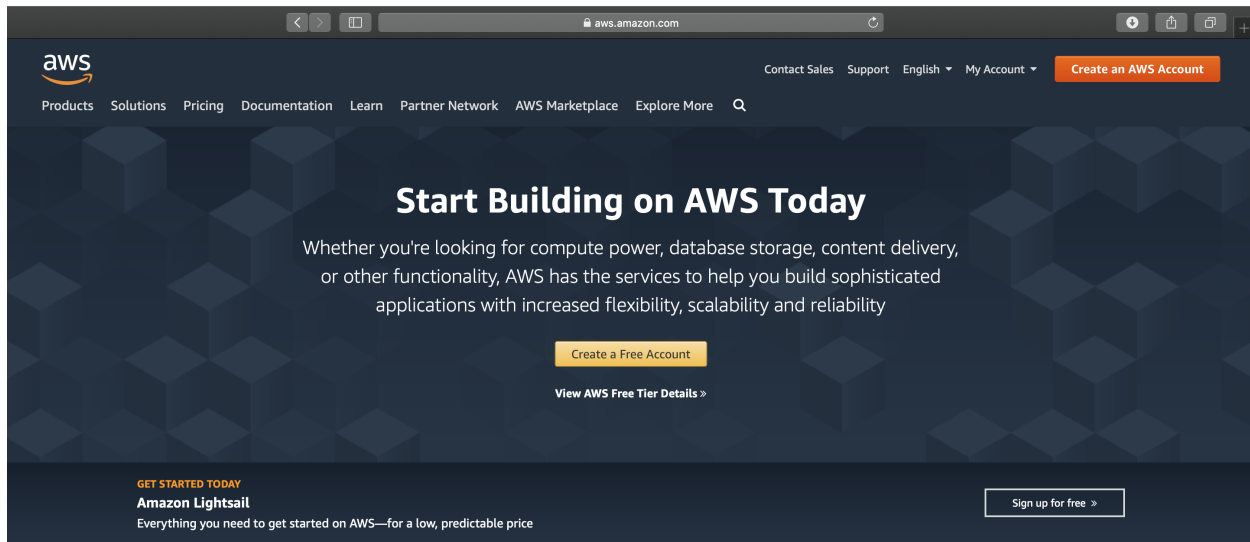 aws.amazon.com
aws
Contact Sales Support English My Account Create an AWS Account
Products Solutions Pricing Documentation Learn Partner Network AWS Marketplace Explore More
Start Building on AWS Today
Whether you're looking for compute power, database storage, content delivery,
or other functionality, AWS has the services to help you build sophisticated
applications with increased flexibility, scalability and reliability
Create a Free Account
View AWS Free Tier Details »
GET STARTED TODAY
Amazon Lightsail
Everything you need to get started on AWS—for a low, predictable price
Sign up for free »